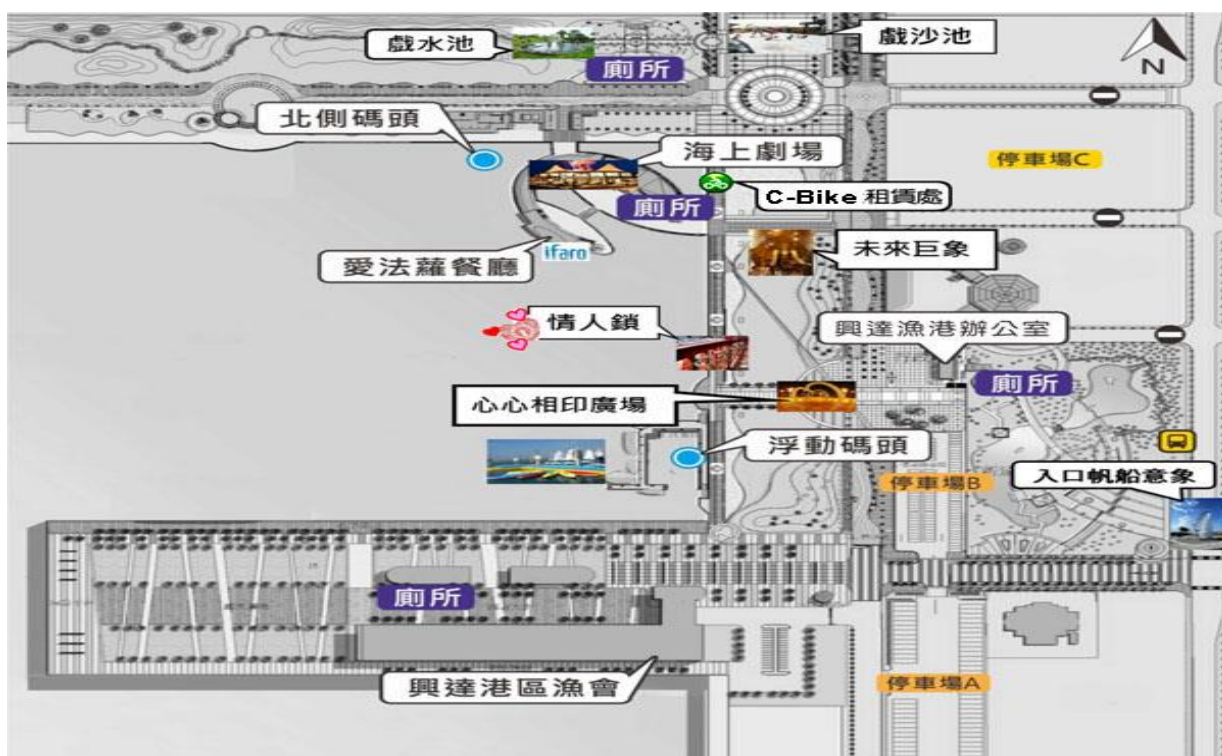 戲水池
戲沙池
廁所
N
北側碼頭
海上劇場
停車場C
C-Bike 租賃處
廁所
未來巨象
愛法蘿餐廳
ifaro
情人鎖
興達漁港辦公室
廁所
心心相印廣場
浮動碼頭
停車場B
入口帆船意象
廁所
興達港區漁會
停車場A